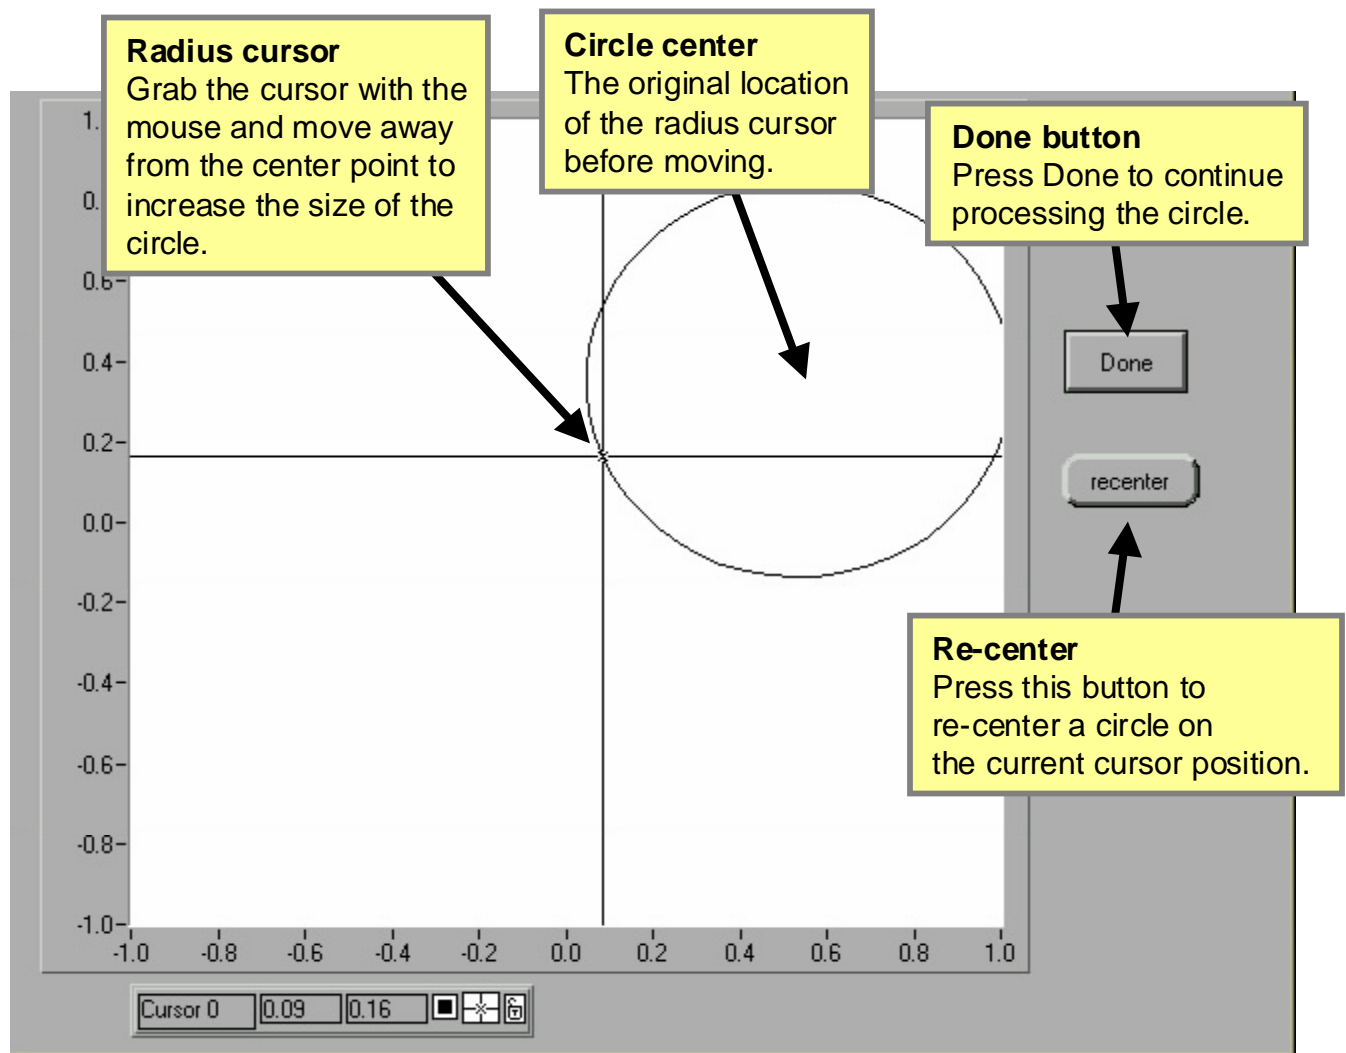 Radius cursor
Grab the cursor with the
mouse and move away
from the center point to
increase the size of the
circle.
Circle center
The original location
of the radius cursor
before moving.
Done button
Press Done to continue
processing the circle.
1.
0.
0.6
0.4
0.2
0.0
-0.2
-0.4
-0.6
-0.8
-1.0
Done
recenter
Re-center
Press this button to
re-center a circle on
the current cursor position.
-1.0 -0.8 -0.6 -0.4 -0.2 0.0 0.2 0.4 0.6 0.8 1.0
Cursor 0 0.09 0.16